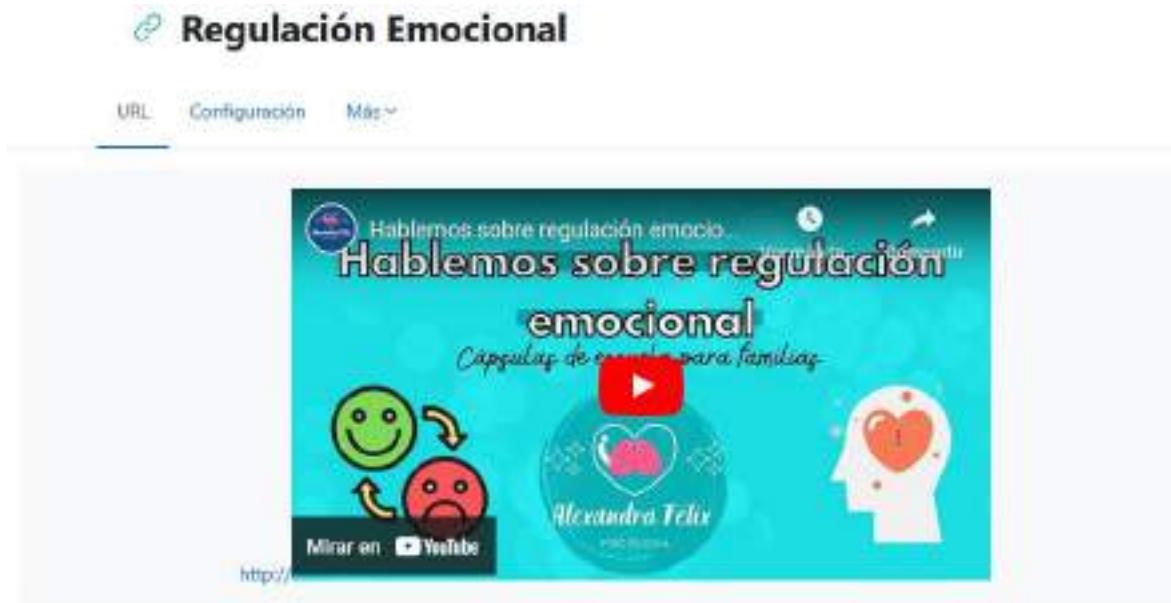 Regulación Emocional
URL Configuración Más
Hablemos sobre regulación emocio...
Hablemos sobre regulación
emocional
Cápsulas de escuela para familias
Alexandra Félix
Mirar en YouTube
http://